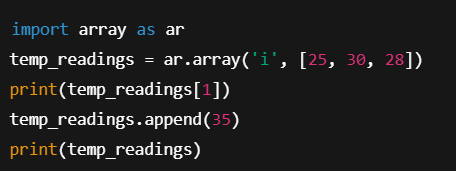 import array as ar
temp_readings = ar.array('i', [25, 30, 28])
print(temp_readings[1])
temp_readings.append(35)
print(temp_readings)